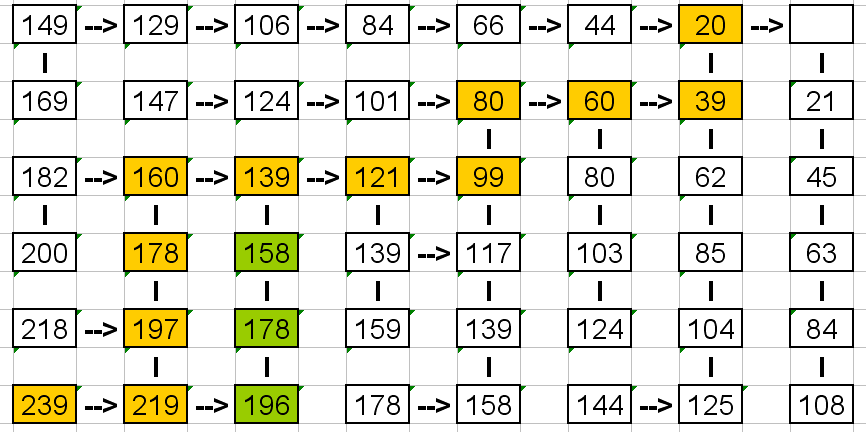 149 --> 129 --> 106 --> 84 --> 66 --> 44 --> 20 -->
I I I
169 147 --> 124 --> 101 --> 80 --> 60 --> 39 21
I I I I
182 --> 160 --> 139 --> 121 --> 99 80 62 45
I I I I I I I I
200 178 158 139 --> 117 103 85 63
I I I I I I I
218 --> 197 178 159 139 124 104 84
I I I I I
239 --> 219 --> 196 178 --> 158 144 --> 125 108